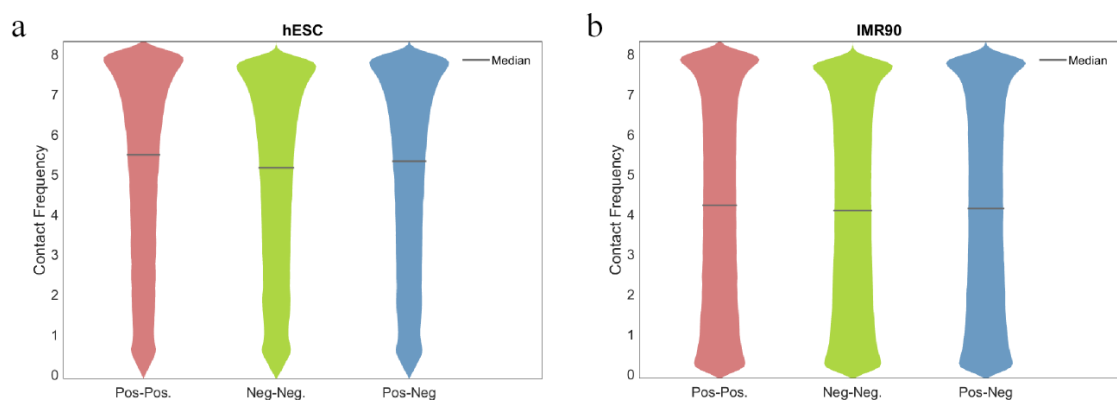 a
hESC
Median
Contact Frequency
8
7
6
5
4
3
2
1
0
Pos-Pos.
Neg-Neg.
Pos-Neg
b
IMR90
Median
Contact Frequency
8
7
6
5
4
3
2
1
0
Pos-Pos.
Neg-Neg.
Pos-Neg